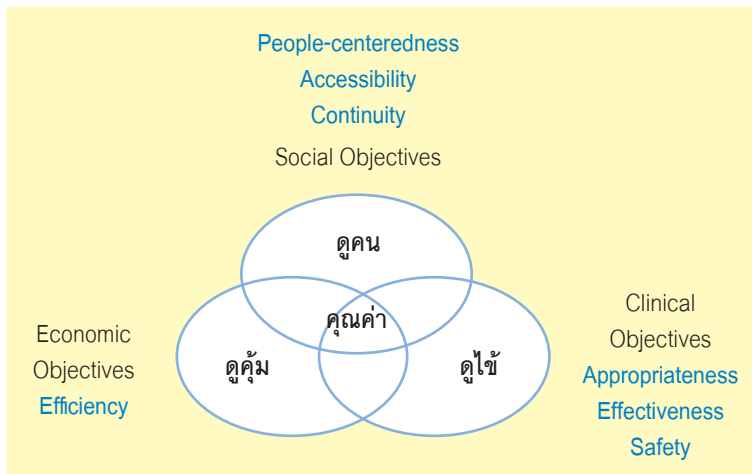 People-centeredness
Accessibility
Continuity
Social Objectives
ดูคน
คุณค่า
ดูคุ้ม
ดูไข้
Economic
Objectives
Efficiency
Clinical
Objectives
Appropriateness
Effectiveness
Safety